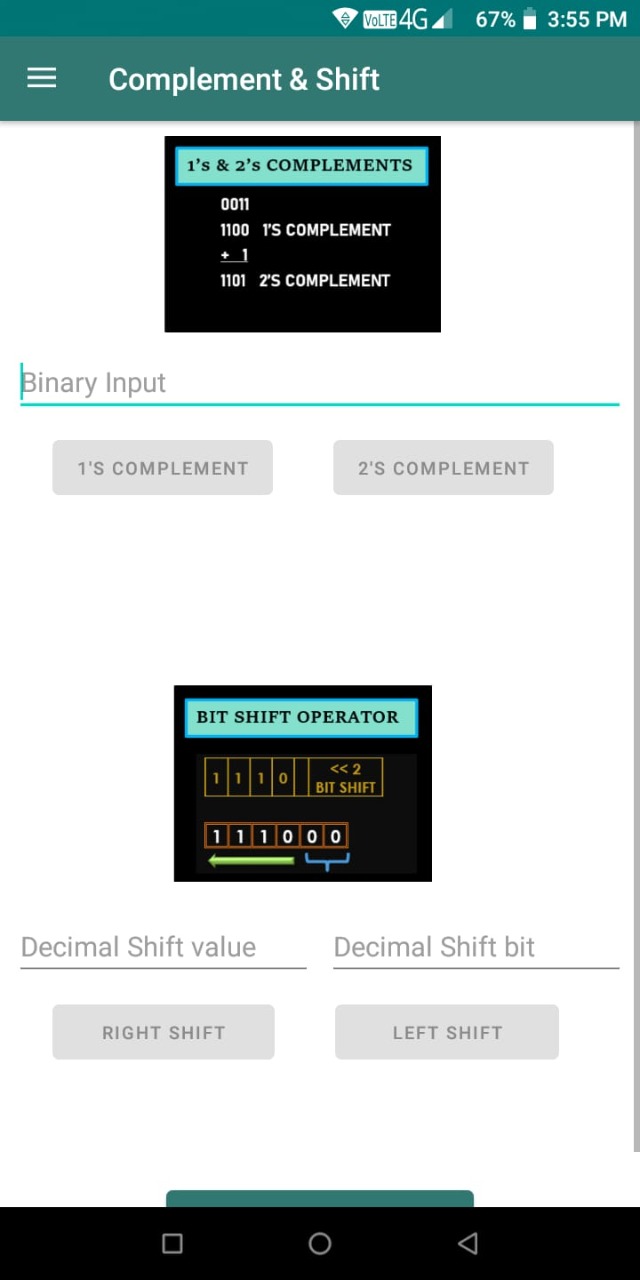 VoLTE 4G 67% 3:55 PM
Complement & Shift
1's & 2's COMPLEMENTS
0011
1100 1'S COMPLEMENT
+ 1
1101 2'S COMPLEMENT
Binary Input
1'S COMPLEMENT 2'S COMPLEMENT
BIT SHIFT OPERATOR
1 1 1 0 << 2
BIT SHIFT
1 1 1 0 0 0
Decimal Shift value Decimal Shift bit
RIGHT SHIFT LEFT SHIFT